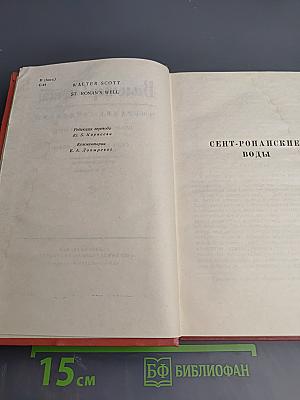 WALTER SCOTT
ST. RONAN'S WELL
Редакция перевода
Комментарии
СЕНТ-РОНАНСКИЕ
ВОДЫ
15 см
БФ БИБЛИОФАН